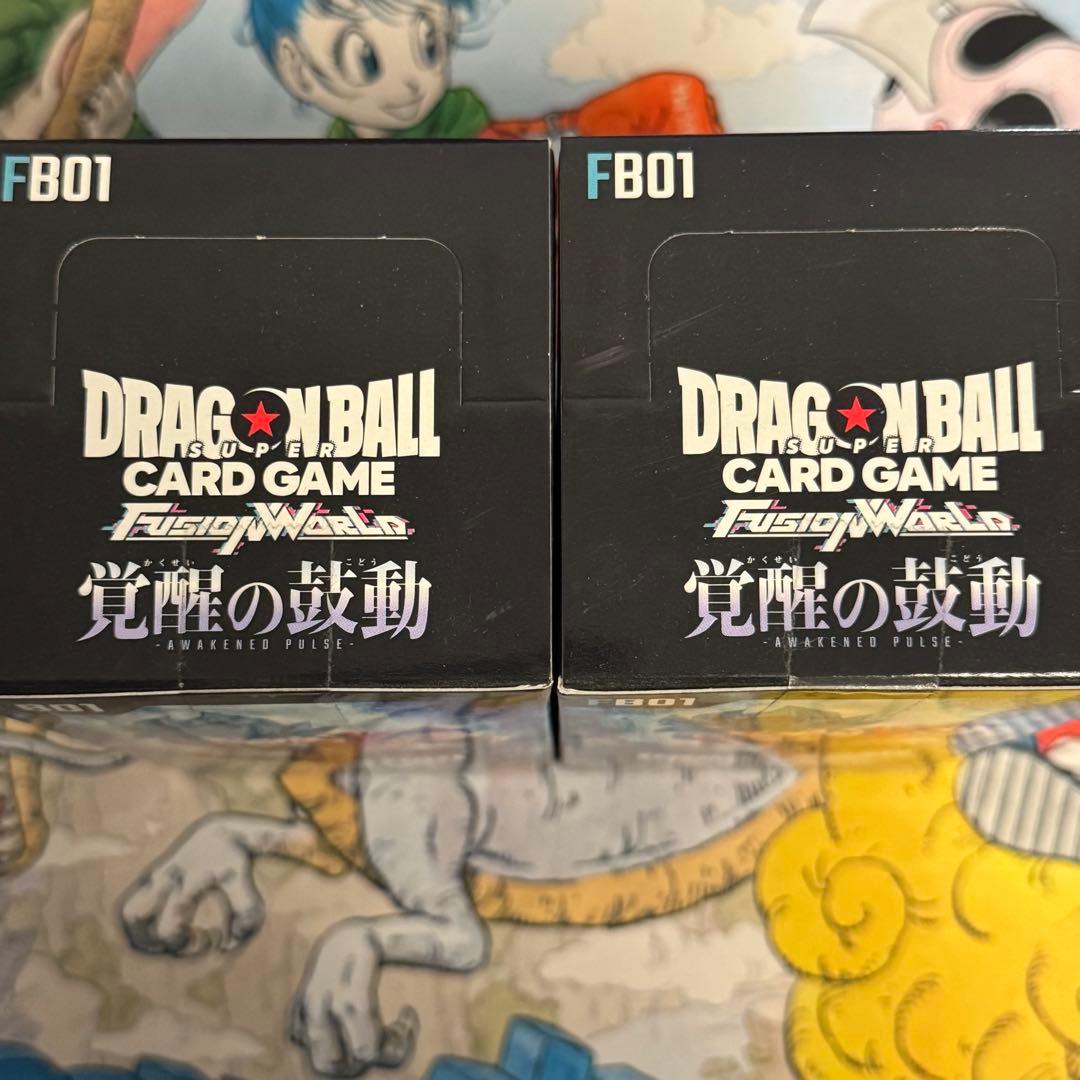 FB01
DRAGON BALL
SUPER
CARD GAME
FUSION WORLD
かくせい こどう
覚醒の鼓動
-AWAKENED PULSE-
FB01
DRAGON BALL
SUPER
CARD GAME
FUSION WORLD
かくせい こどう
覚醒の鼓動
-AWAKENED PULSE-
FB01
FB01